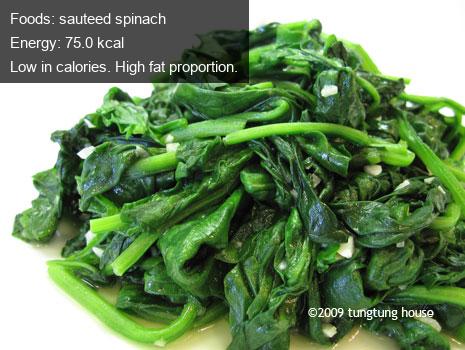 Foods: sauteed spinach
Energy: 75.0 kcal
Low in calories. High fat proportion.
©2009 tungtung house